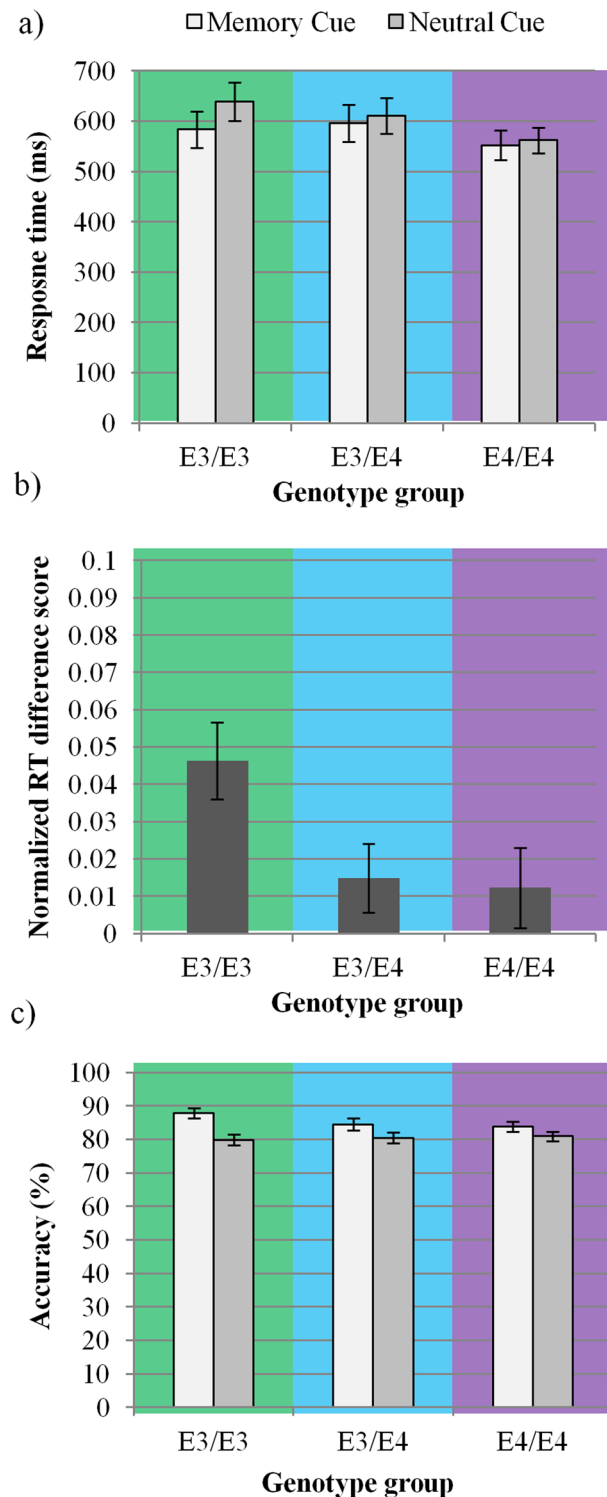 a)
Memory Cue Neutral Cue
700
600
500
400
300
200
100
0
Resposne time (ms)
E3/E3 E3/E4 E4/E4
Genotype group
b)
0.1
0.09
0.08
0.07
0.06
0.05
0.04
0.03
0.02
0.01
0
Normalized RT difference score
E3/E3 E3/E4 E4/E4
Genotype group
c)
100
90
80
70
60
50
40
30
20
10
0
Accuracy (%)
E3/E3 E3/E4 E4/E4
Genotype group